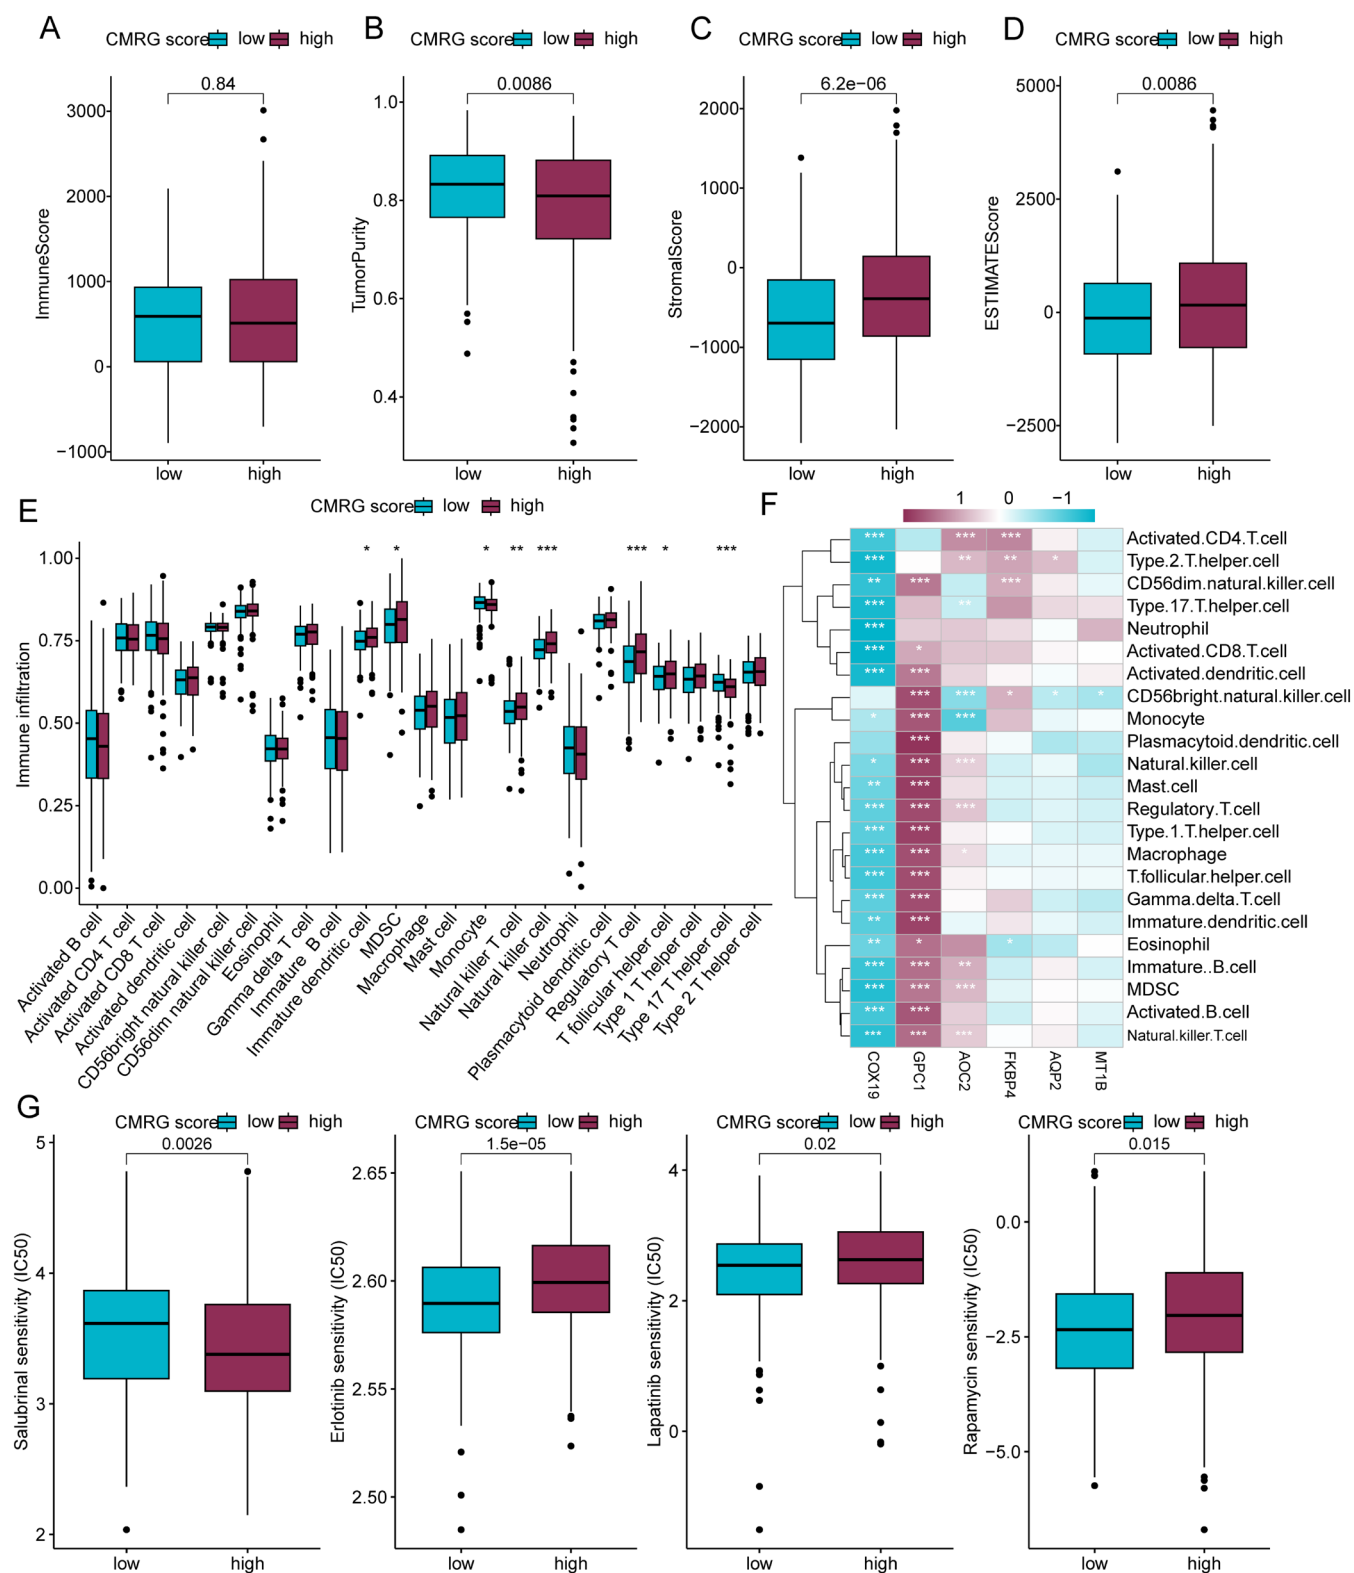 A
CMRG score low high
0.84
ImmuneScore
3000
2000
1000
0
−1000
low high
B
CMRG score low high
0.0086
TumorPurity
1.0
0.8
0.6
0.4
low high
C
CMRG score low high
6.2e−06
StromalScore
2000
1000
0
−1000
−2000
low high
D
CMRG score low high
0.0086
ESTIMATEScore
5000
2500
0
−2500
low high
E
CMRG score low high
Immune infiltration
1.00
0.75
0.50
0.25
0.00
* * * ** *** *** * ***
Activated B cell
Activated CD4 T cell
Activated CD8 T cell
Activated dendritic cell
CD56bright natural killer cell
CD56dim natural killer cell
Eosinophil
Gamma delta T cell
Immature B cell
Immature dendritic cell
MDSC
Macrophage
Mast cell
Monocyte
Natural killer T cell
Natural killer cell
Neutrophil
Plasmacytoid dendritic cell
Regulatory T cell
T follicular helper cell
Type 1 T helper cell
Type 17 T helper cell
Type 2 T helper cell
F
1 0 −1
*** *** *** Activated.CD4.T.cell
*** ** ** * Type.2.T.helper.cell
** *** *** CD56dim.natural.killer.cell
*** ** Type.17.T.helper.cell
*** Neutrophil
*** * Activated.CD8.T.cell
*** *** Activated.dendritic.cell
*** *** * * * CD56bright.natural.killer.cell
* *** *** Monocyte
*** Plasmacytoid.dendritic.cell
* *** *** Natural.killer.cell
** *** Mast.cell
*** *** *** Regulatory.T.cell
*** *** Type.1.T.helper.cell
*** *** * Macrophage
*** *** T.follicular.helper.cell
*** *** Gamma.delta.T.cell
** *** Immature.dendritic.cell
** * * Eosinophil
*** *** ** Immature..B.cell
*** *** *** MDSC
*** *** Activated.B.cell
*** *** *** Natural.killer.T.cell
COX19
GPC1
AOC2
FKBP4
AQP2
MT1B
G
CMRG score low high
0.0026
Salubrinal sensitivity (IC50)
5
4
3
2
low high
CMRG score low high
1.5e−05
Erlotinib sensitivity (IC50)
2.65
2.60
2.55
2.50
low high
CMRG score low high
0.02
Lapatinib sensitivity (IC50)
4
2
0
low high
CMRG score low high
0.015
Rapamycin sensitivity (IC50)
0.0
−2.5
−5.0
low high